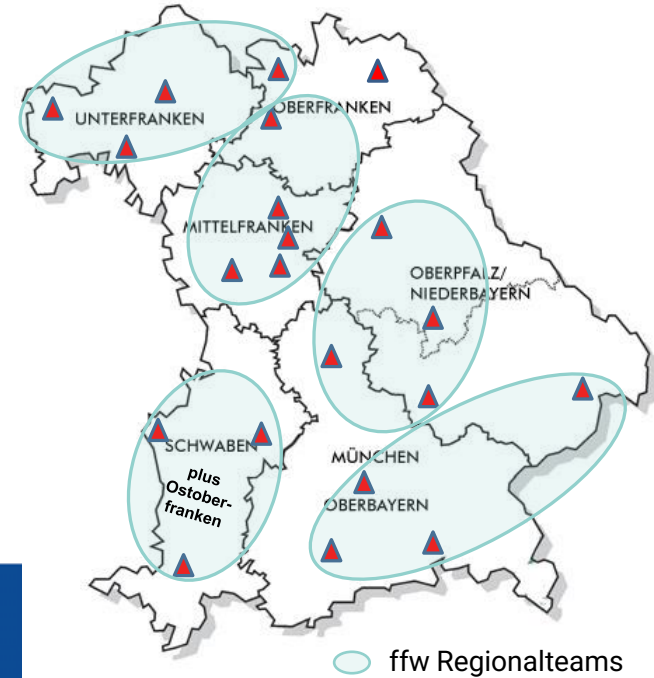 UNTERFRANKEN
OBERFRANKEN
MITTELFRANKEN
OBERPFALZ/
NIEDERBAYERN
SCHWABEN
plus
Ostober-
franken
MÜNCHEN
OBERBAYERN
ffw Regionalteams